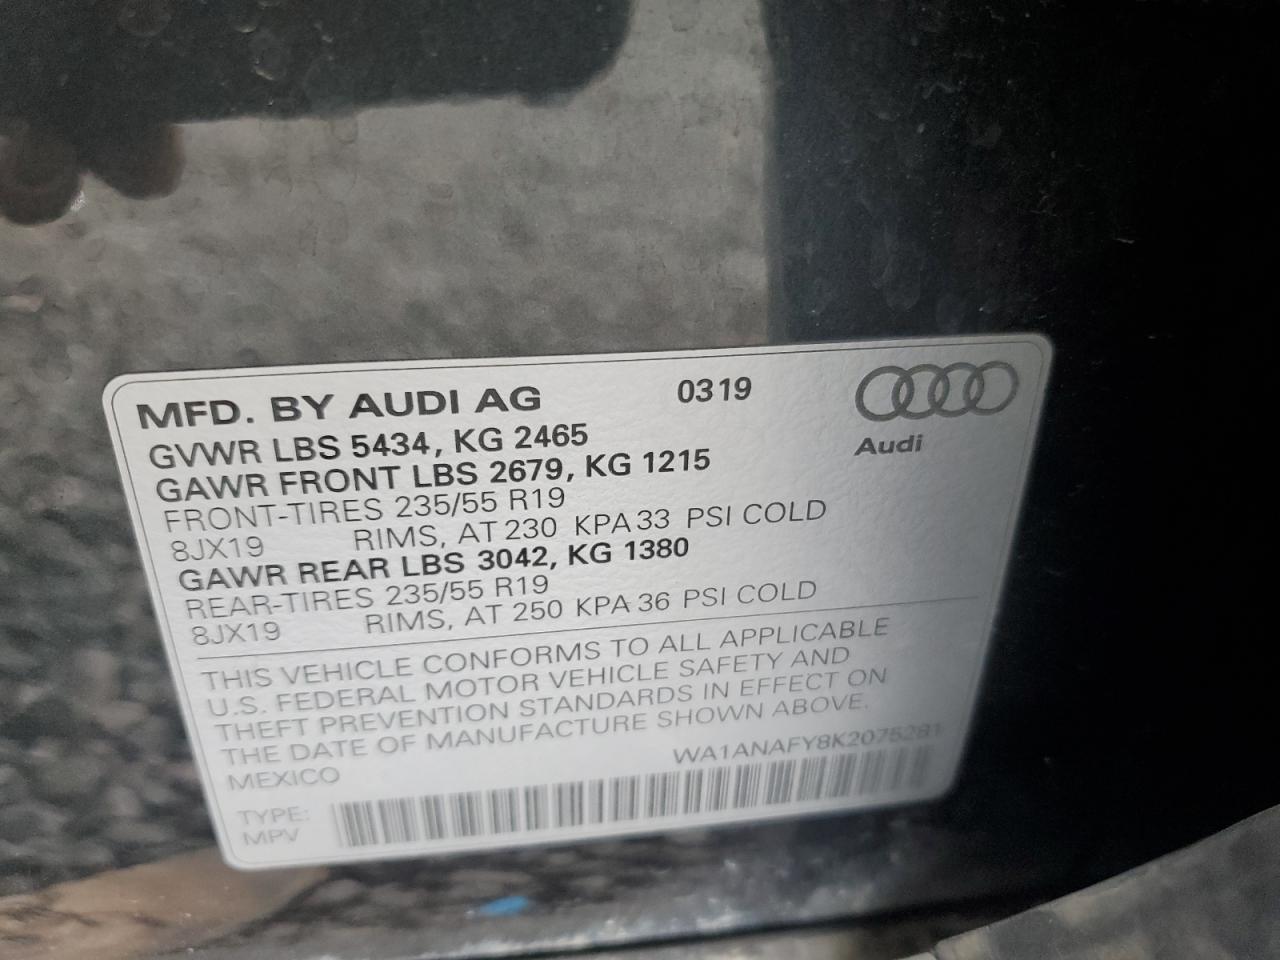 MFD. BY AUDI AG 0319
Audi
GVWR LBS 5434, KG 2465
GAWR FRONT LBS 2679, KG 1215
FRONT-TIRES 235/55 R19
8JX19 RIMS, AT 230 KPA 33 PSI COLD
GAWR REAR LBS 3042, KG 1380
REAR-TIRES 235/55 R19
8JX19 RIMS, AT 250 KPA 36 PSI COLD
THIS VEHICLE CONFORMS TO ALL APPLICABLE
U.S. FEDERAL MOTOR VEHICLE SAFETY AND
THEFT PREVENTION STANDARDS IN EFFECT ON
THE DATE OF MANUFACTURE SHOWN ABOVE.
MEXICO WA1ANAFY8K2075281
TYPE:
MPV